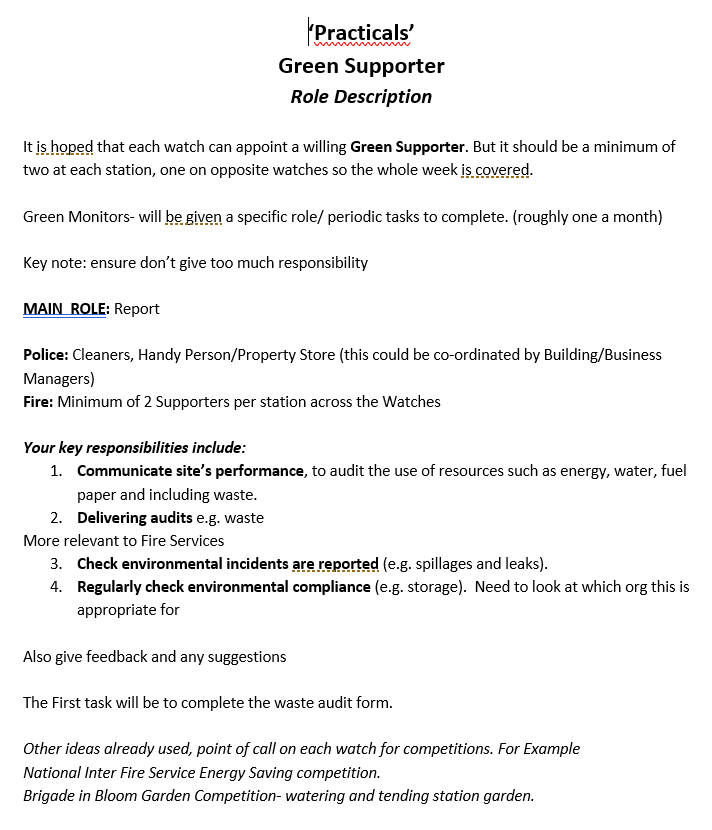 ‘Practicals’
Green Supporter
Role Description
It is hoped that each watch can appoint a willing Green Supporter. But it should be a minimum of
two at each station, one on opposite watches so the whole week is covered.
Green Monitors- will be given a specific role/ periodic tasks to complete. (roughly one a month)
Key note: ensure don’t give too much responsibility
MAIN  ROLE: Report
Police: Cleaners, Handy Person/Property Store (this could be co-ordinated by Building/Business
Managers)
Fire: Minimum of 2 Supporters per station across the Watches
Your key responsibilities include:
1. Communicate site’s performance, to audit the use of resources such as energy, water, fuel
paper and including waste.
2. Delivering audits e.g. waste
More relevant to Fire Services
3. Check environmental incidents are reported (e.g. spillages and leaks).
4. Regularly check environmental compliance (e.g. storage).  Need to look at which org this is
appropriate for
Also give feedback and any suggestions
The First task will be to complete the waste audit form.
Other ideas already used, point of call on each watch for competitions. For Example
National Inter Fire Service Energy Saving competition.
Brigade in Bloom Garden Competition- watering and tending station garden.